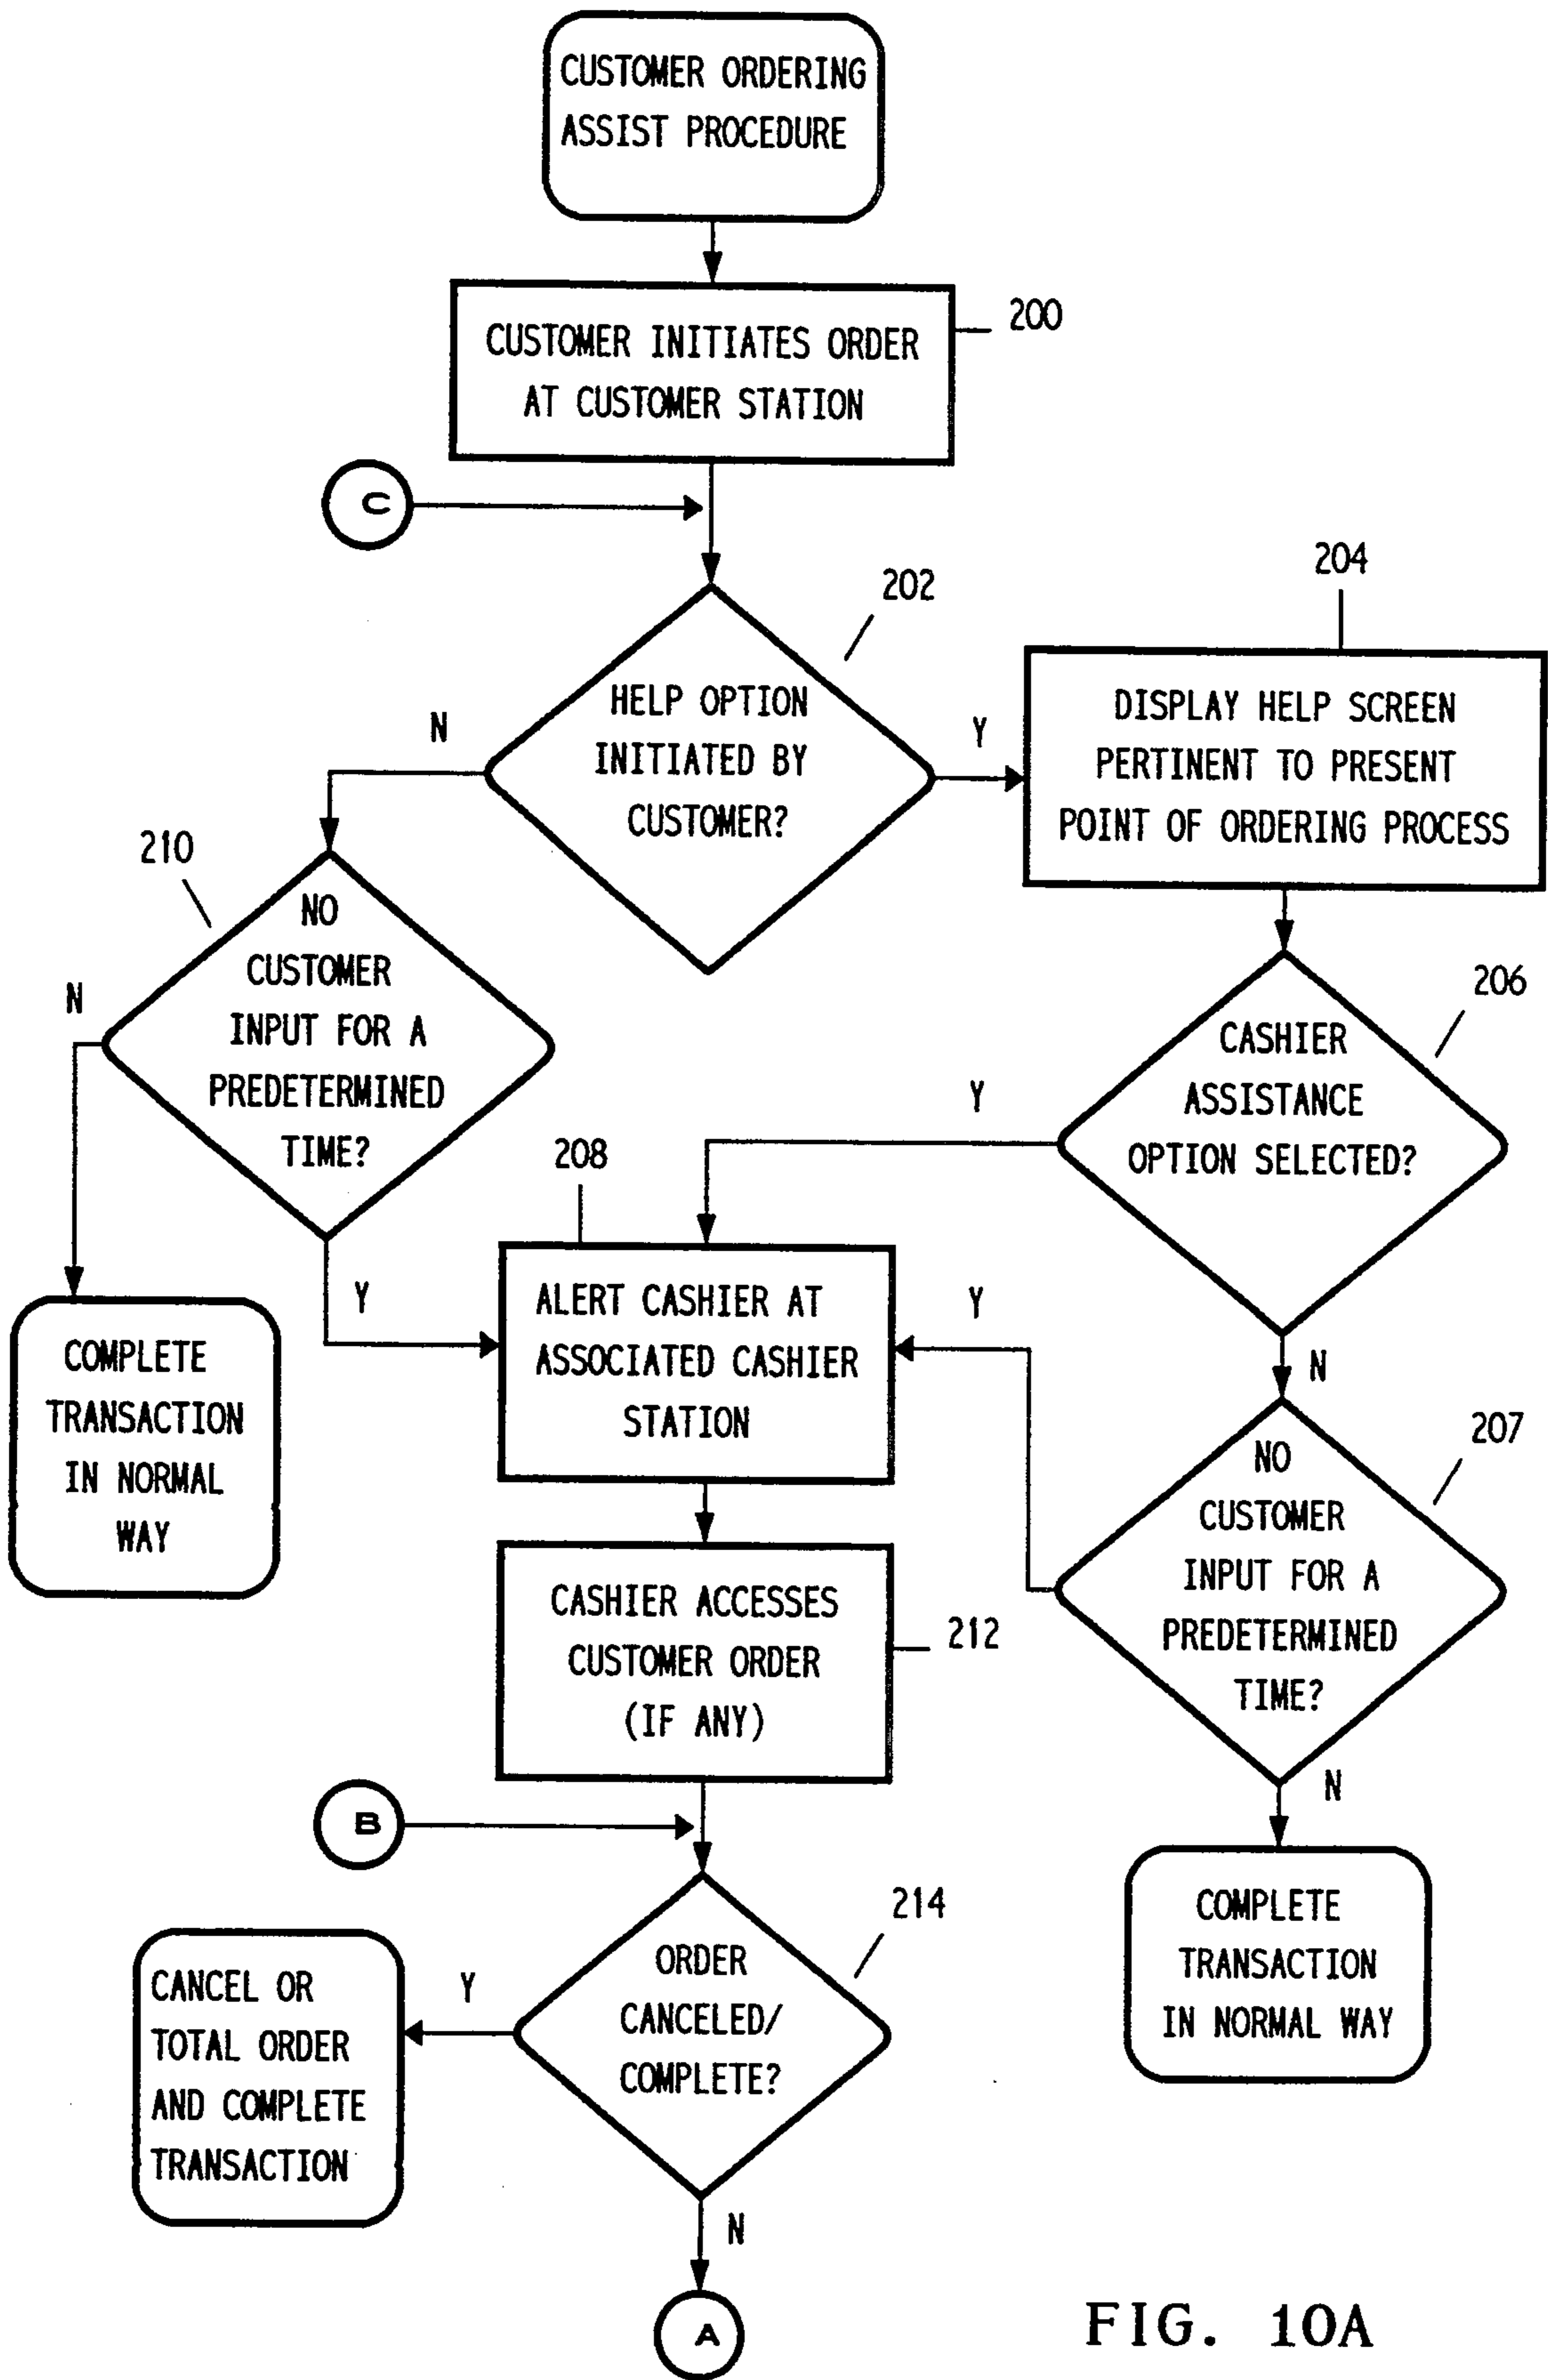 CUSTOMER ORDERING
ASSIST PROCEDURE
CUSTOMER INITIATES ORDER
AT CUSTOMER STATION
200
C
202
HELP OPTION
INITIATED BY
CUSTOMER?
N
Y
204
DISPLAY HELP SCREEN
PERTINENT TO PRESENT
POINT OF ORDERING PROCESS
210
NO
CUSTOMER
INPUT FOR A
PREDETERMINED
TIME?
N
Y
206
CASHIER
ASSISTANCE
OPTION SELECTED?
Y
N
COMPLETE
TRANSACTION
IN NORMAL
WAY
208
ALERT CASHIER AT
ASSOCIATED CASHIER
STATION
Y
207
NO
CUSTOMER
INPUT FOR A
PREDETERMINED
TIME?
N
CASHIER ACCESSES
CUSTOMER ORDER
(IF ANY)
212
B
COMPLETE
TRANSACTION
IN NORMAL WAY
214
ORDER
CANCELED/
COMPLETE?
Y
CANCEL OR
TOTAL ORDER
AND COMPLETE
TRANSACTION
N
A
FIG. 10A